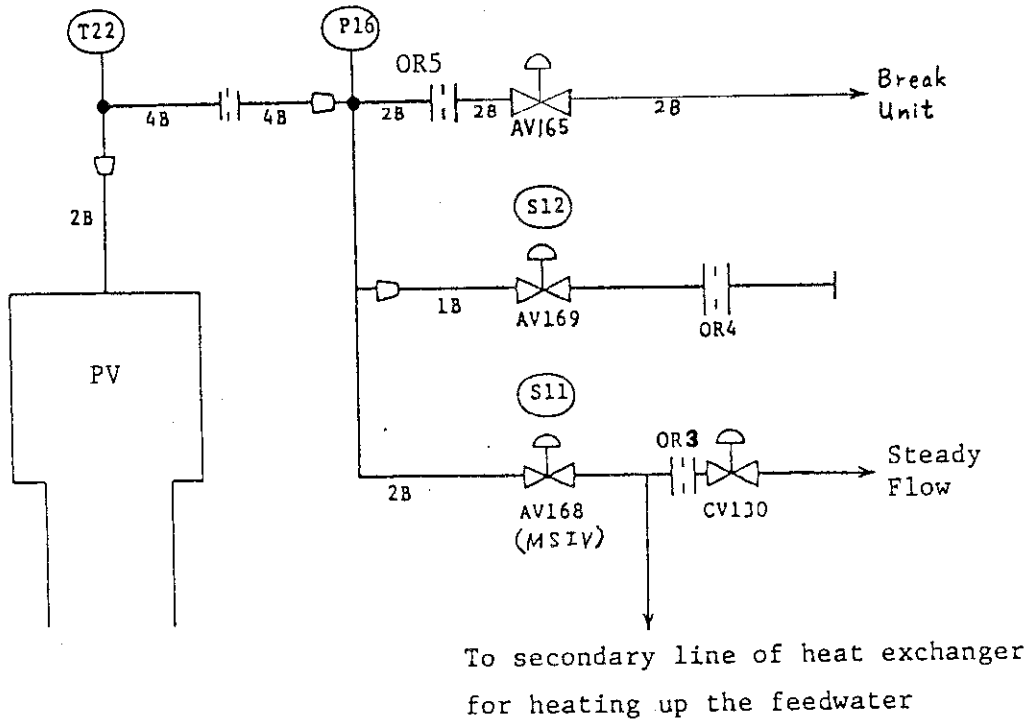 T22
P16
OR5
4B
4B
2B
2B
AV165
2B
Break
Unit
2B
S12
1B
AV169
OR4
PV
S11
OR3
2B
AV168
(MSIV)
CV130
Steady
Flow
To secondary line of heat exchanger
for heating up the feedwater